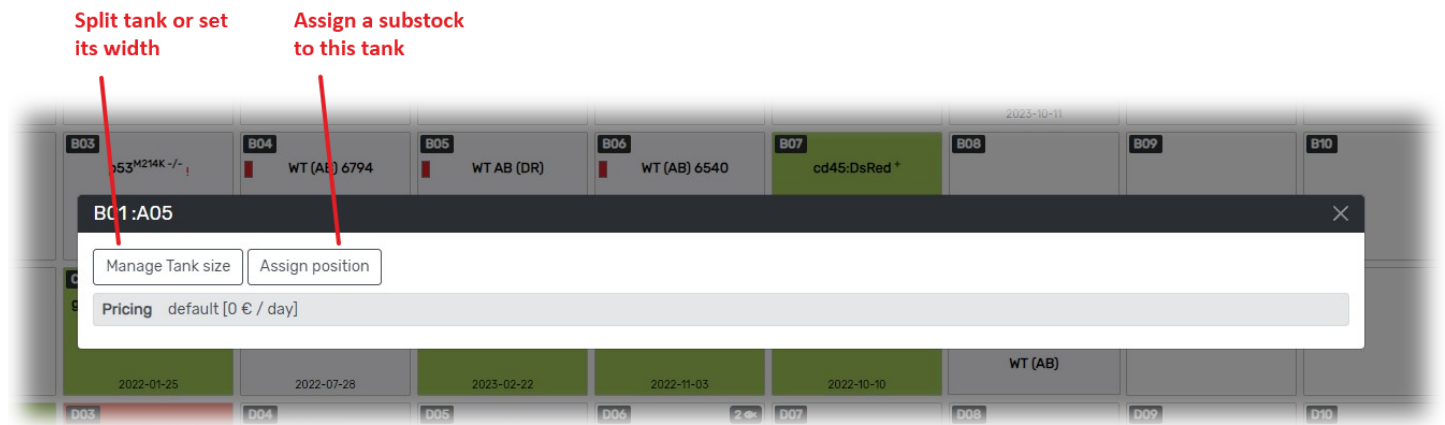 Split tank or set
its width
Assign a substock
to this tank
2023-10-11
B03
B04
B05
B06
B07
B08
B09
B10
p53M214K -/- !
WT (AB) 6794
WT AB (DR)
WT (AB) 6540
cd45:DsRed +
B01:A05
Manage Tank size
Assign position
Pricing default [0 € / day]
WT (AB)
2022-01-25
2022-07-28
2023-02-22
2022-11-03
2022-10-10
D03
D04
D05
D06
2
D07
D08
D09
D10